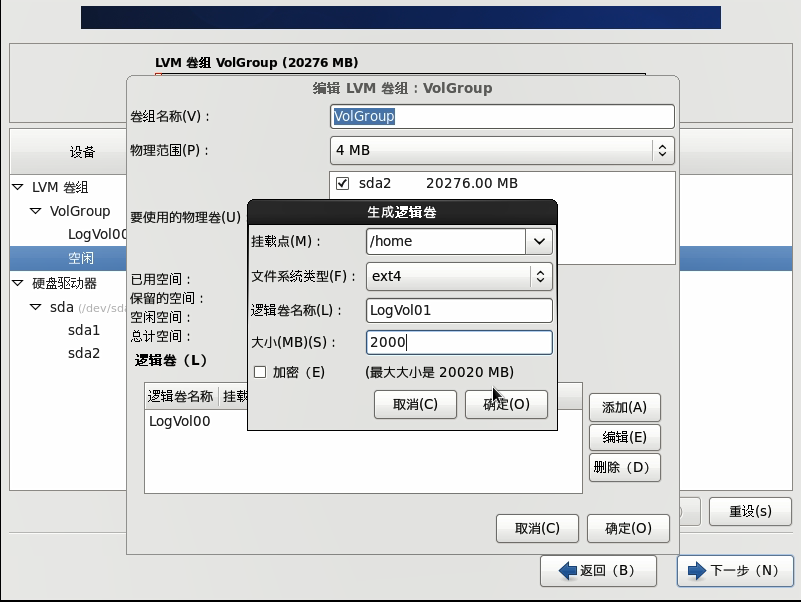 LVM 卷组 VolGroup (20276 MB)
编辑 LVM 卷组：VolGroup
卷组名称(V)： VolGroup
物理范围(P)： 4 MB
设备
sda2 20276.00 MB
LVM 卷组
VolGroup
LogVol00
空闲
硬盘驱动器
sda (/dev/sda
sda1
sda2
要使用的物理卷(U)
已用空间：
保留的空间：
空闲空间：
总计空间：
逻辑卷（L）
逻辑卷名称 挂载
LogVol00
生成逻辑卷
挂载点(M)： /home
文件系统类型(F)： ext4
逻辑卷名称(L)： LogVol01
大小(MB)(S)： 2000
加密（E） (最大大小是 20020 MB)
取消(C) 确定(O)
添加(A)
编辑(E)
删除（D）
取消(C) 确定(O)
重设(s)
返回（B） 下一步（N）